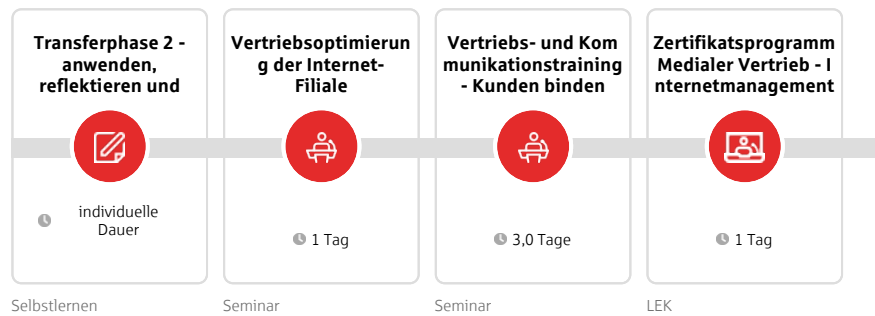 Transferphase 2 -
anwenden,
reflektieren und
Vertriebsoptimierun
g der Internet-
Filiale
Vertriebs- und Kom
munikationstraining
- Kunden binden
Zertifikatsprogramm
Medialer Vertrieb - I
nternetmanagement
individuelle
Dauer
1 Tag
3,0 Tage
1 Tag
Selbstlernen
Seminar
Seminar
LEK